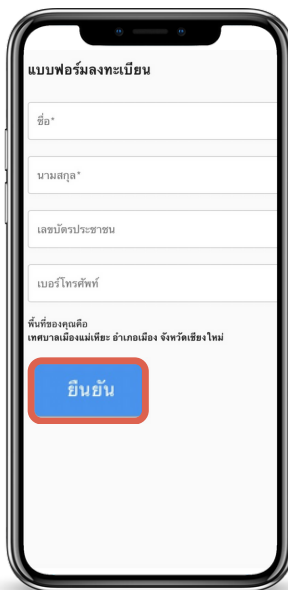 แบบฟอร์มลงทะเบียน
ชื่อ*
นามสกุล*
เลขบัตรประชาชน
เบอร์โทรศัพท์
พื้นที่ของคุณคือ
เทศบาลเมืองแม่เหียะ อำเภอเมือง จังหวัดเชียงใหม่
ยืนยัน